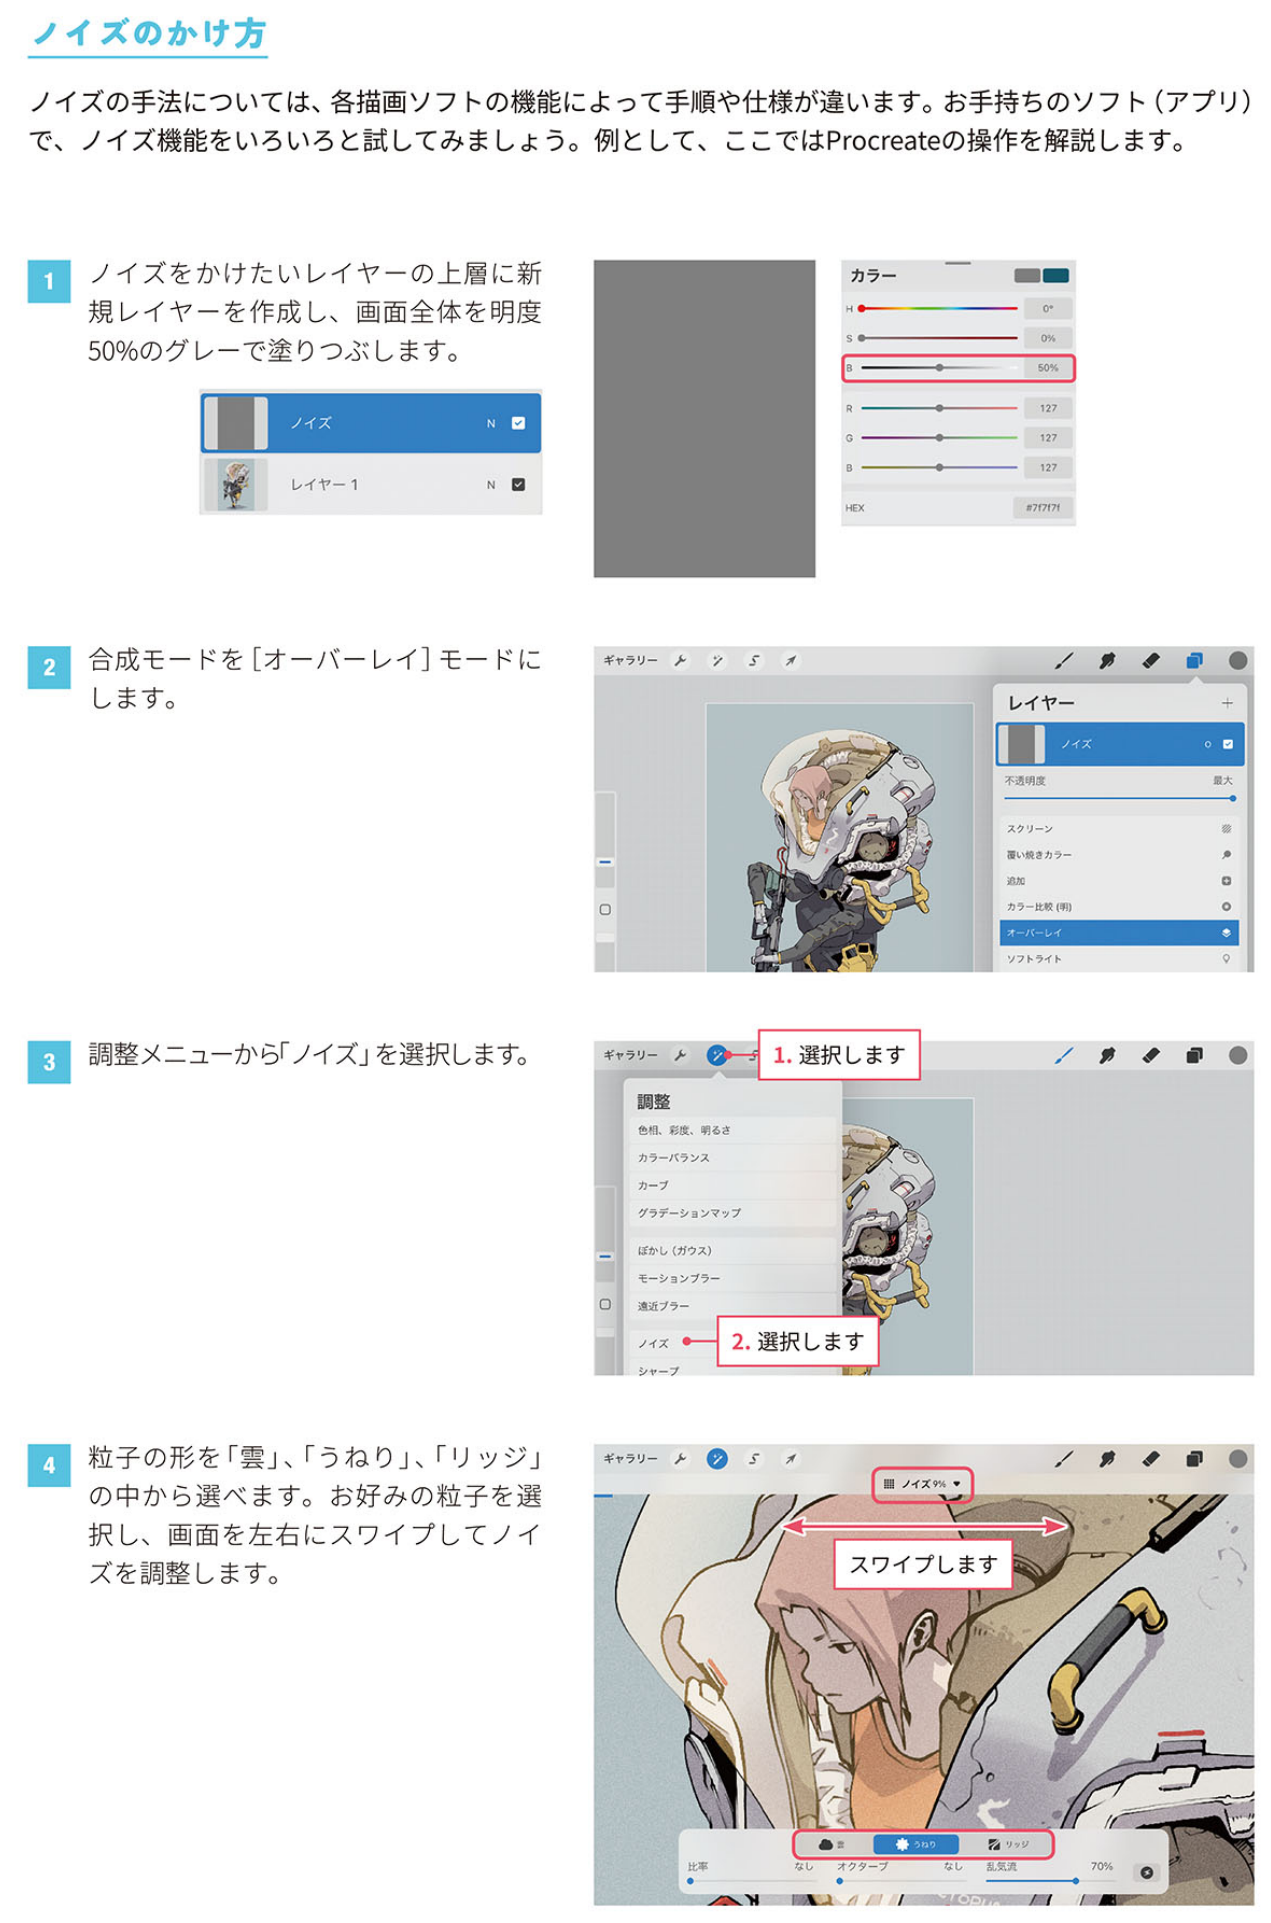 ノイズのかけ方
ノイズの手法については、各描画ソフトの機能によって手順や仕様が違います。お手持ちのソフト（アプリ）
で、ノイズ機能をいろいろと試してみましょう。例として、ここではProcreateの操作を解説します。
1
ノイズをかけたいレイヤーの上層に新
規レイヤーを作成し、画面全体を明度
50%のグレーで塗りつぶします。
ノイズ N
レイヤー 1 N
カラー
H 0°
S 0%
B 50%
R 127
G 127
B 127
HEX #7f7f7f
2
合成モードを［オーバーレイ］モードに
します。
ギャラリー
レイヤー
ノイズ O
不透明度 最大
スクリーン
覆い焼きカラー
追加
カラー比較 (明)
オーバーレイ
ソフトライト
3
調整メニューから「ノイズ」を選択します。
ギャラリー
1. 選択します
調整
色相、彩度、明るさ
カラーバランス
カーブ
グラデーションマップ
ぼかし（ガウス）
モーションブラー
遠近ブラー
ノイズ
2. 選択します
シャープ
4
粒子の形を「雲」、「うねり」、「リッジ」
の中から選べます。お好みの粒子を選
択し、画面を左右にスワイプしてノイ
ズを調整します。
ギャラリー
ノイズ 9%
スワイプします
雲 うねり リッジ
比率 なし オクターブ なし 乱気流 70%